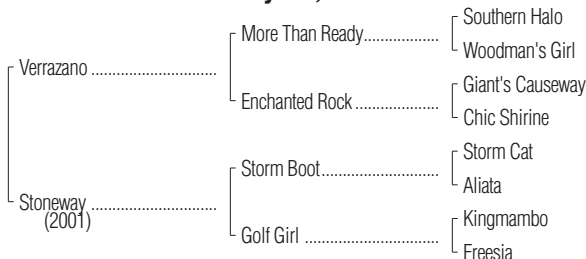 Southern Halo
More Than Ready..................
Woodman's Girl
Verrazano ..............................
Giant's Causeway
Enchanted Rock ....................
Chic Shirine
Storm Cat
Storm Boot............................
Aliata
Stoneway ..............................
(2001)
Kingmambo
Golf Girl ................................
Freesia